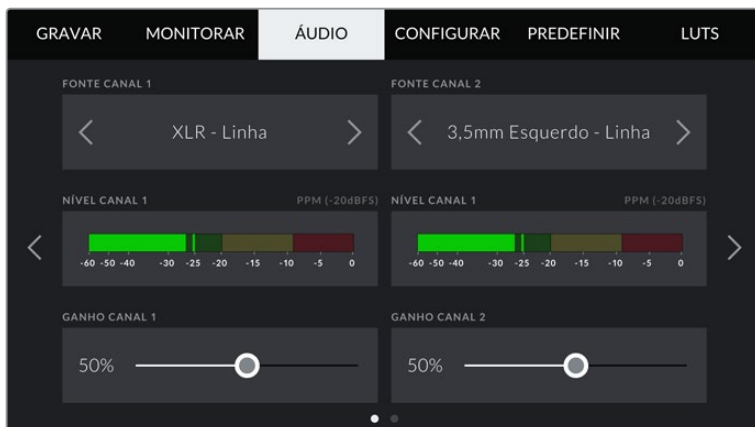 GRAVAR MONITORAR ÁUDIO CONFIGURAR PREDEFINIR LUTS
FONTE CANAL 1 FONTE CANAL 2
XLR - Linha 3,5mm Esquerdo - Linha
NÍVEL CANAL 1 PPM (-20dBFS) NÍVEL CANAL 1 PPM (-20dBFS)
-60 -50 -40 -30 -25 -20 -15 -10 -5 0 -60 -50 -40 -30 -25 -20 -15 -10 -5 0
GANHO CANAL 1 GANHO CANAL 2
50% 50%